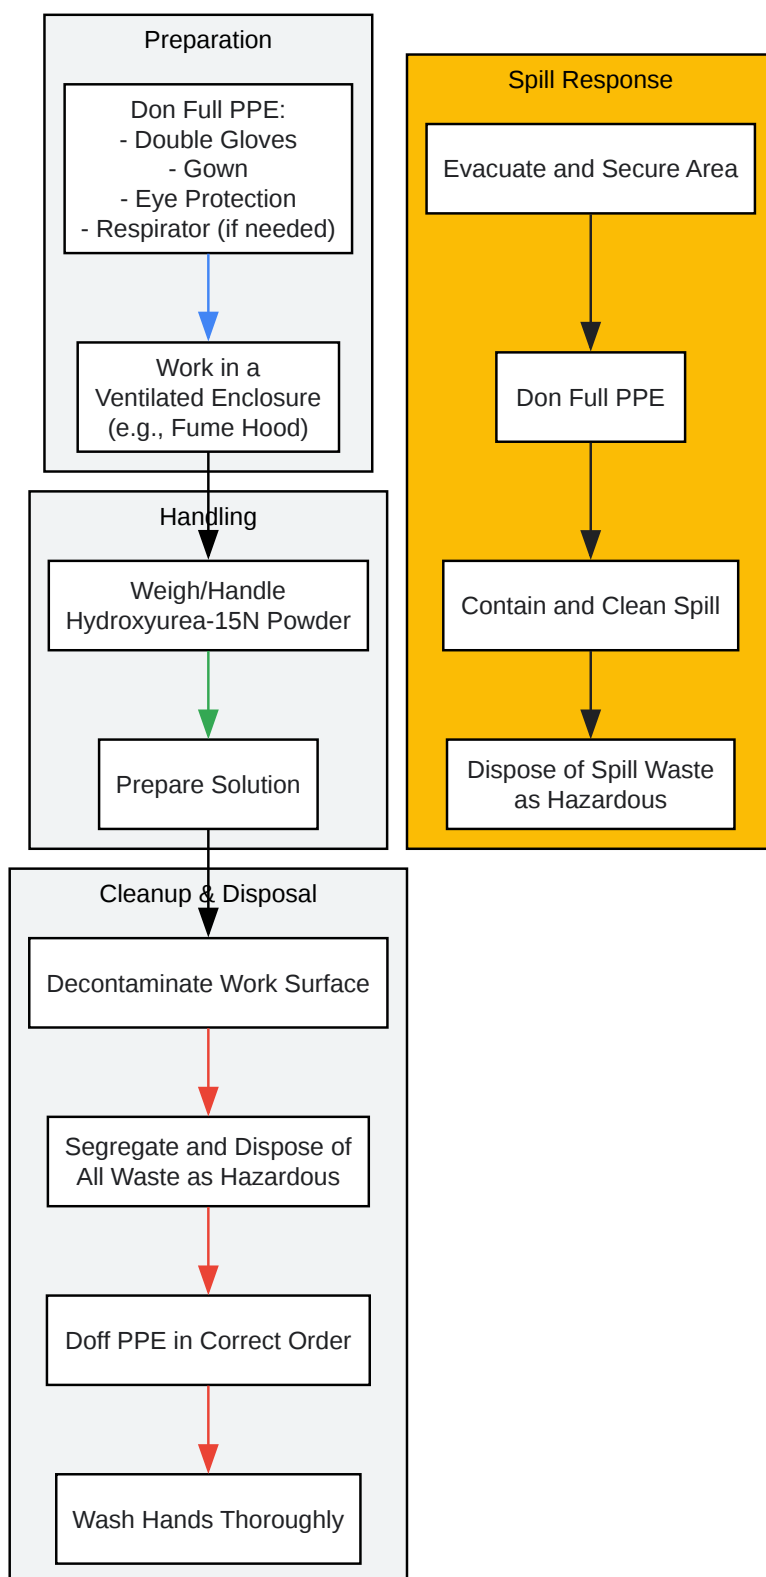 Preparation
Don Full PPE:
- Double Gloves
- Gown
- Eye Protection
- Respirator (if needed)
Work in a
Ventilated Enclosure
(e.g., Fume Hood)
Handling
Weigh/Handle
Hydroxyurea-15N Powder
Prepare Solution
Cleanup & Disposal
Decontaminate Work Surface
Segregate and Dispose of
All Waste as Hazardous
Doff PPE in Correct Order
Wash Hands Thoroughly
Spill Response
Evacuate and Secure Area
Don Full PPE
Contain and Clean Spill
Dispose of Spill Waste
as Hazardous